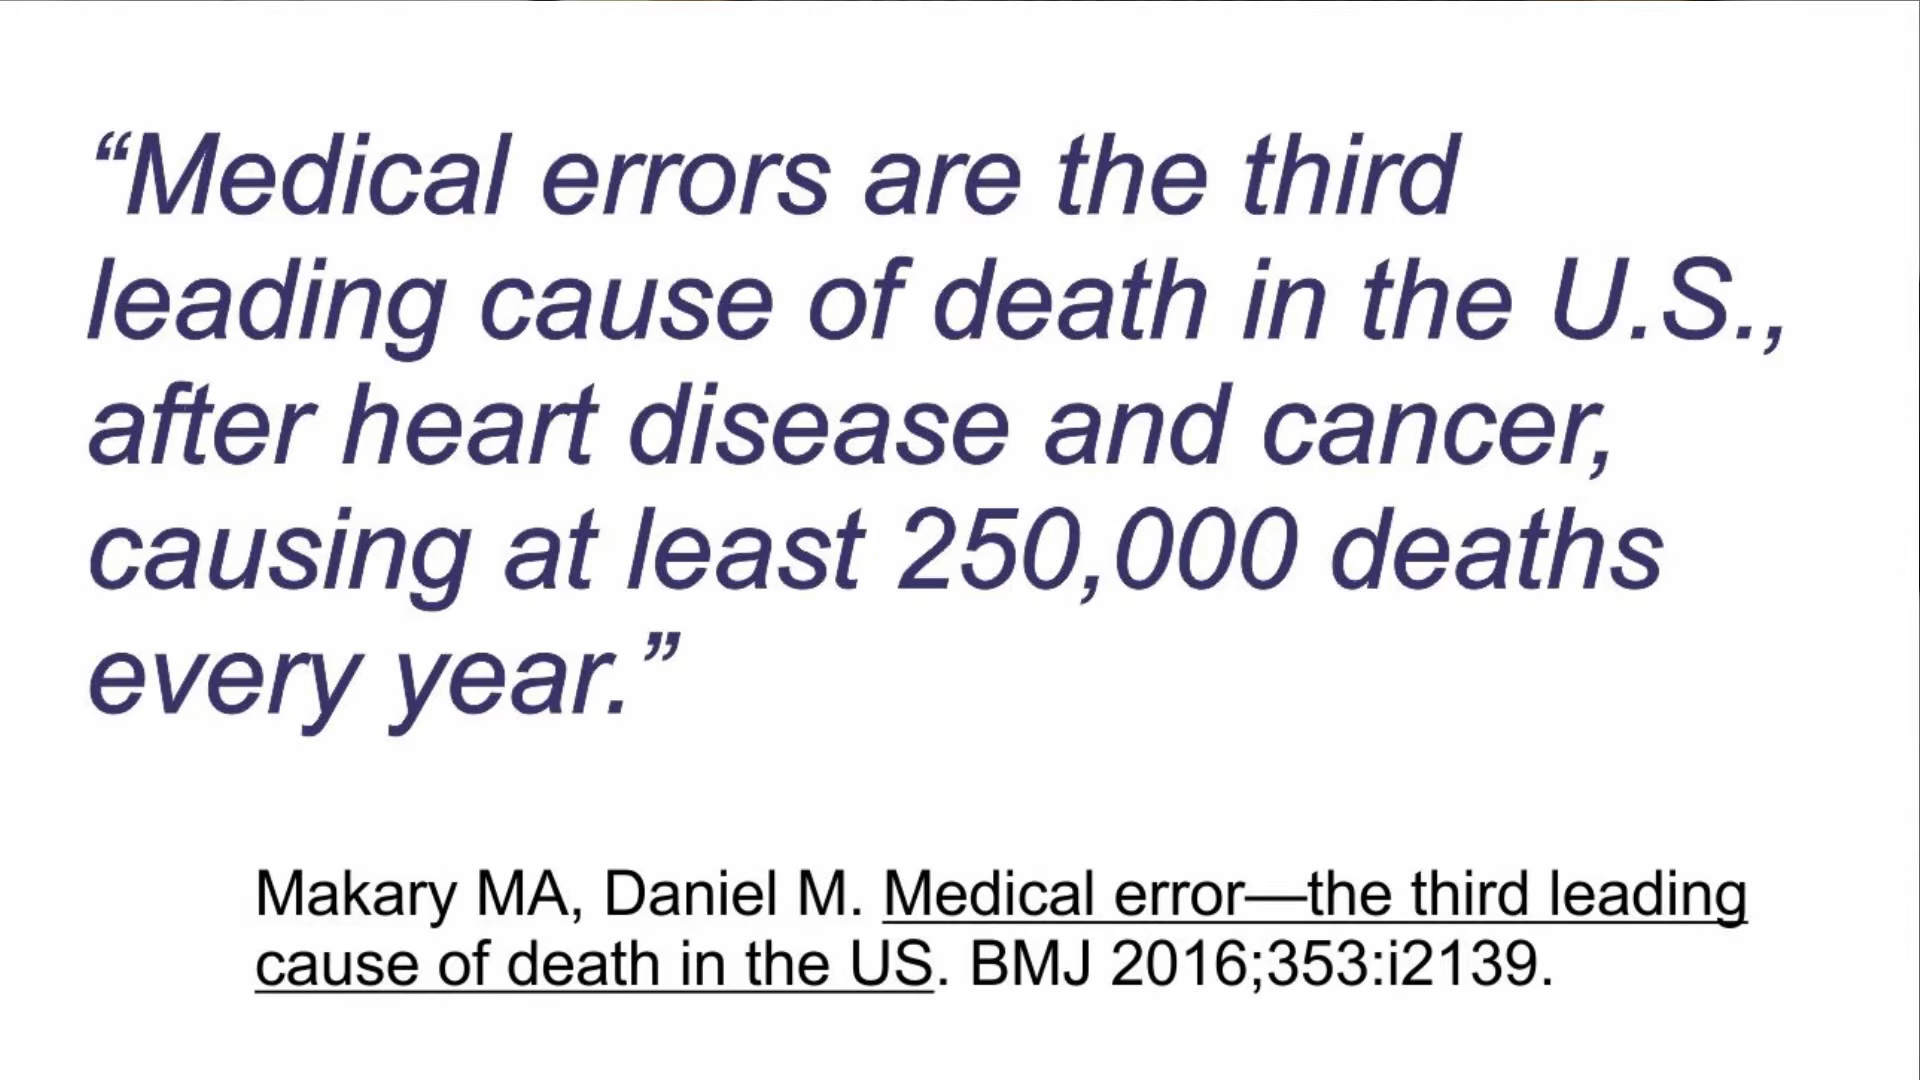 “Medical errors are the third
leading cause of death in the U.S.,
after heart disease and cancer,
causing at least 250,000 deaths
every year.”
Makary MA, Daniel M. Medical error—the third leading
cause of death in the US. BMJ 2016;353:i2139.